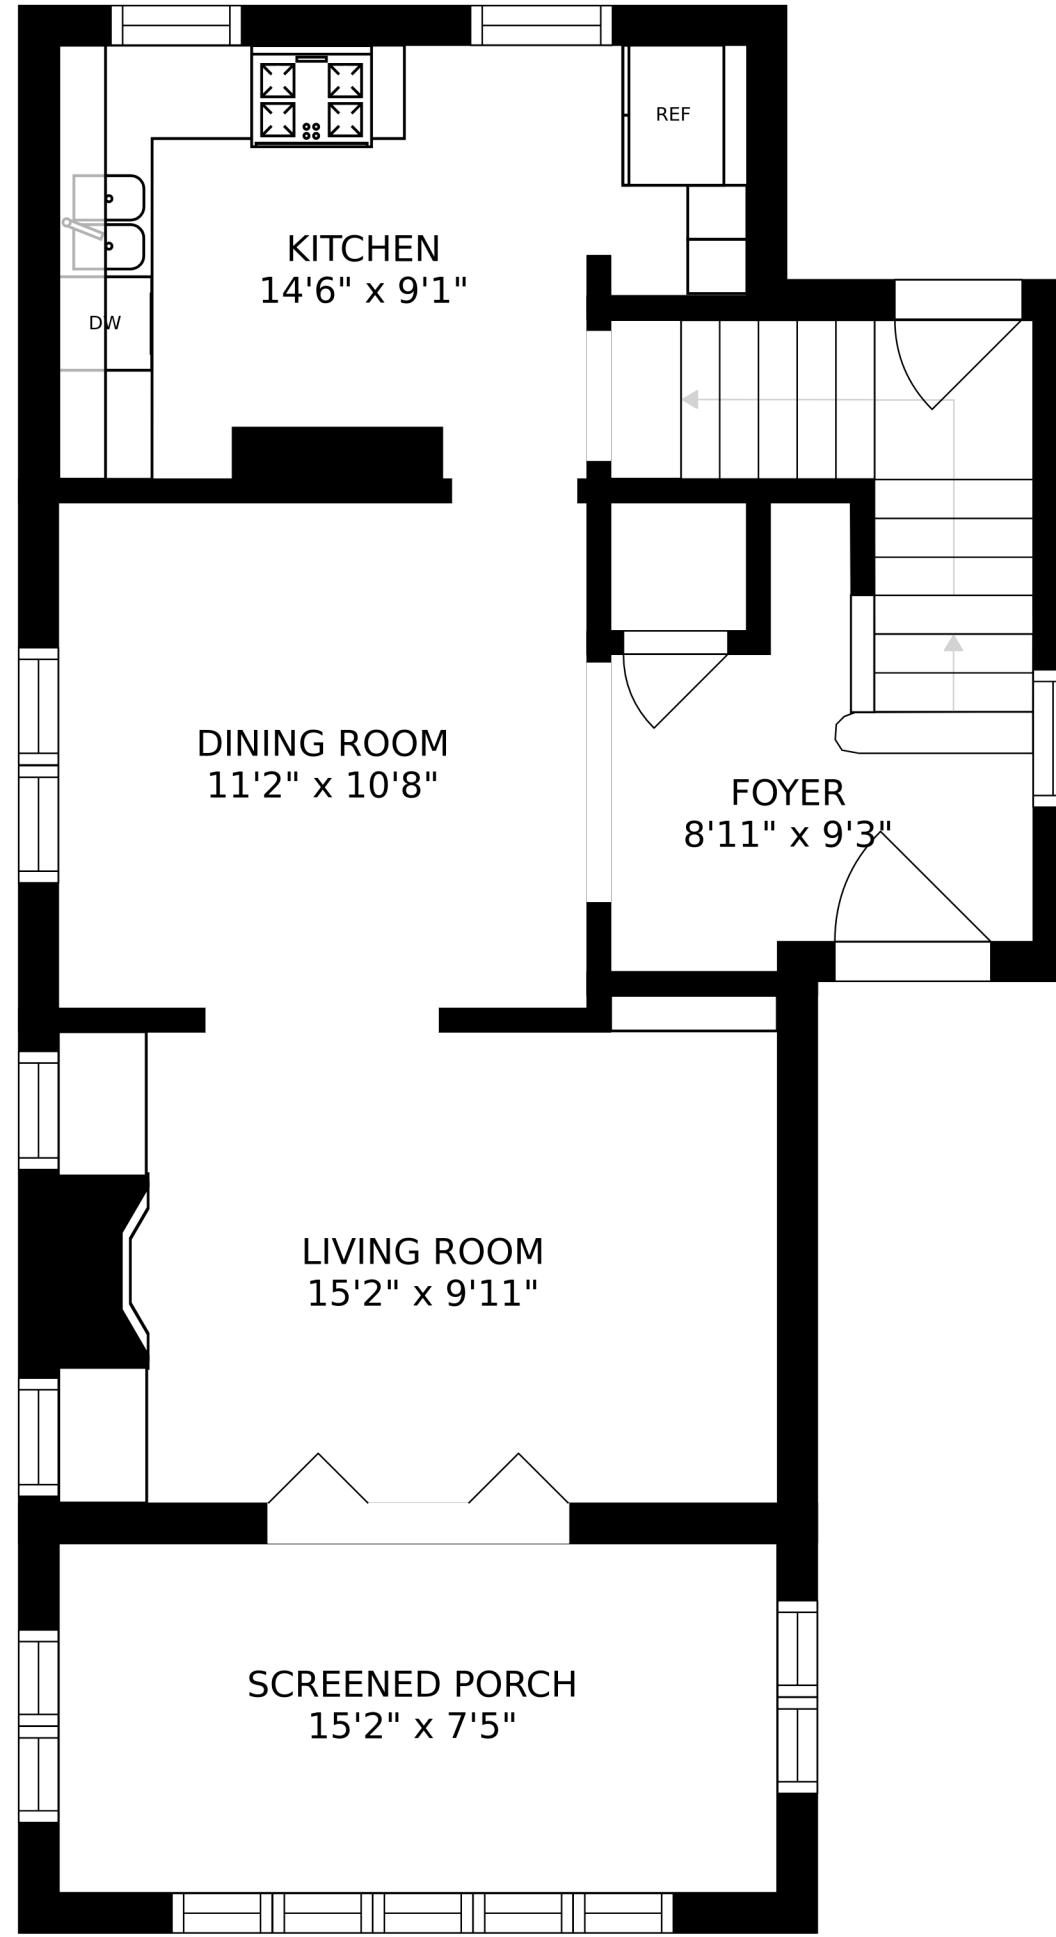 REF
KITCHEN
14'6" x 9'1"
DW
DINING ROOM
11'2" x 10'8"
FOYER
8'11" x 9'3"
LIVING ROOM
15'2" x 9'11"
SCREENED PORCH
15'2" x 7'5"